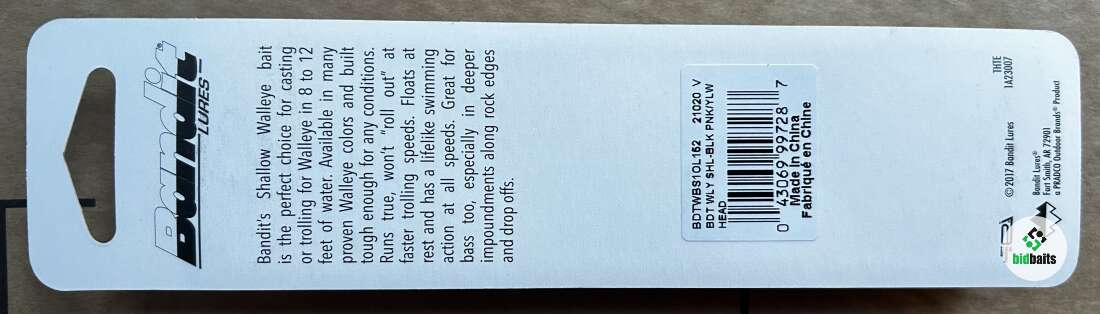 Bandit®
LURES
Bandit's Shallow Walleye bait
is the perfect choice for casting
or trolling for Walleye in 8 to 12
feet of water. Available in many
proven Walleye colors and built
tough enough for any conditions.
Runs true, won't "roll out" at
faster trolling speeds. Floats at
rest and has a lifelike swimming
action at all speeds. Great for
bass too, especially in deeper
impoundments along rock edges
and drop offs.
BDTWBS1OL152 21020 V
BDT WLY SHL-BLK PNK/YLW
HEAD
0 43069 99728 7
Made in China
Fabriqué en Chine
THTE
1A23007
©2017 Bandit Lures
Bandit Lures®
Fort Smith, AR 72901
a PRADCO Outdoor Brands® Product
bidbaits